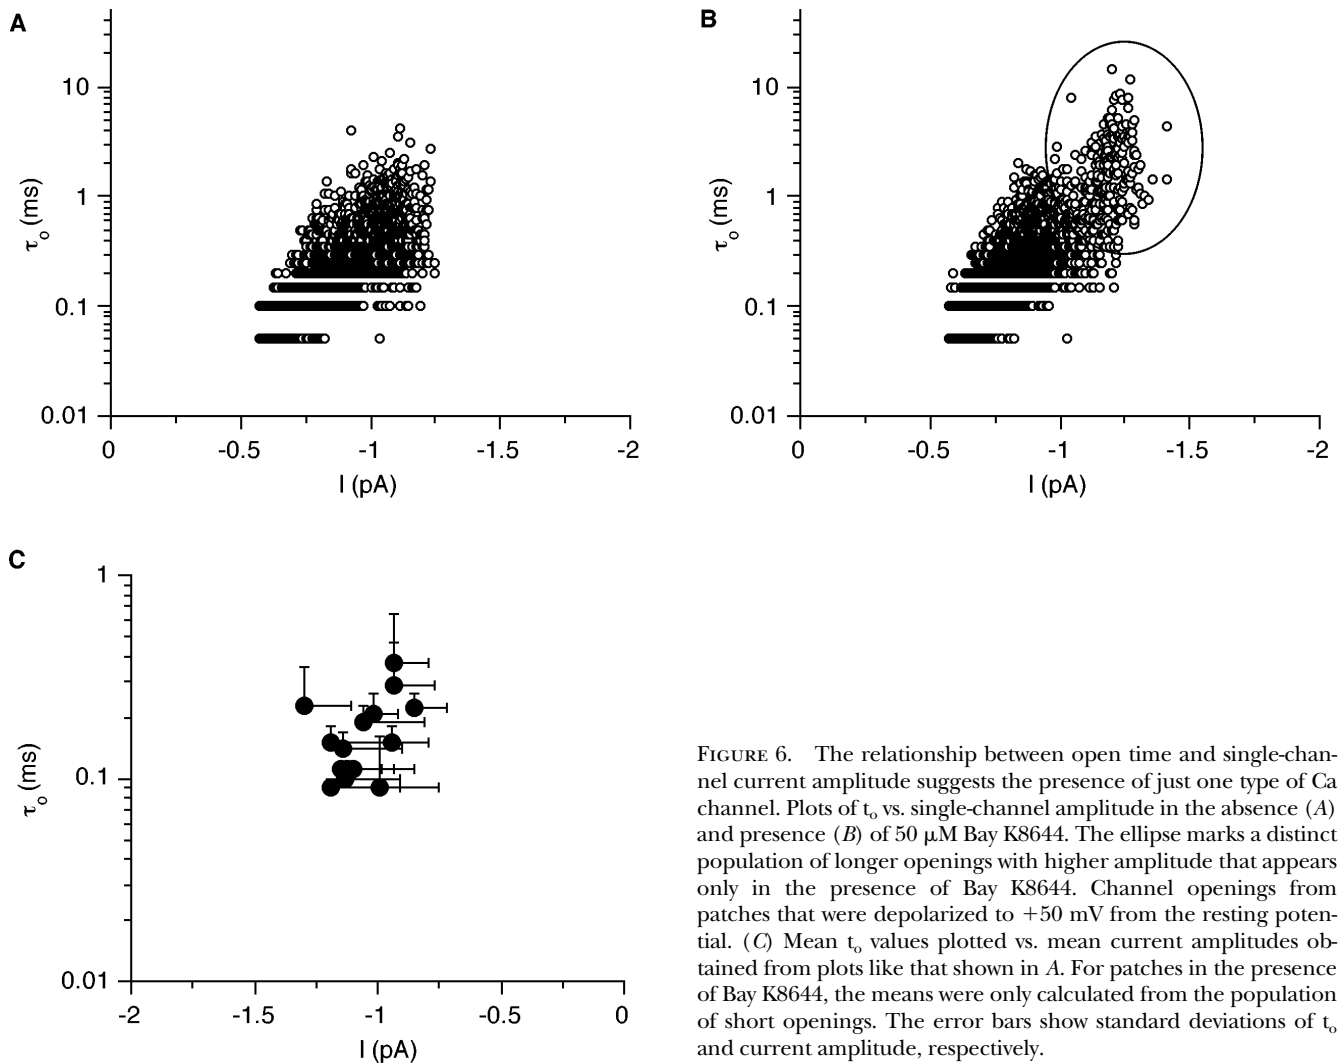 A
10
1
0.1
0.01
τo (ms)
0 -0.5 -1 -1.5 -2
I (pA)
B
10
1
0.1
0.01
τo (ms)
0 -0.5 -1 -1.5 -2
I (pA)
C
1
0.1
0.01
τo (ms)
-2 -1.5 -1 -0.5 0
I (pA)
FIGURE 6. The relationship between open time and single-chan-
nel current amplitude suggests the presence of just one type of Ca
channel. Plots of to vs. single-channel amplitude in the absence (A)
and presence (B) of 50 μM Bay K8644. The ellipse marks a distinct
population of longer openings with higher amplitude that appears
only in the presence of Bay K8644. Channel openings from
patches that were depolarized to +50 mV from the resting poten-
tial. (C) Mean to values plotted vs. mean current amplitudes ob-
tained from plots like that shown in A. For patches in the presence
of Bay K8644, the means were only calculated from the population
of short openings. The error bars show standard deviations of to
and current amplitude, respectively.